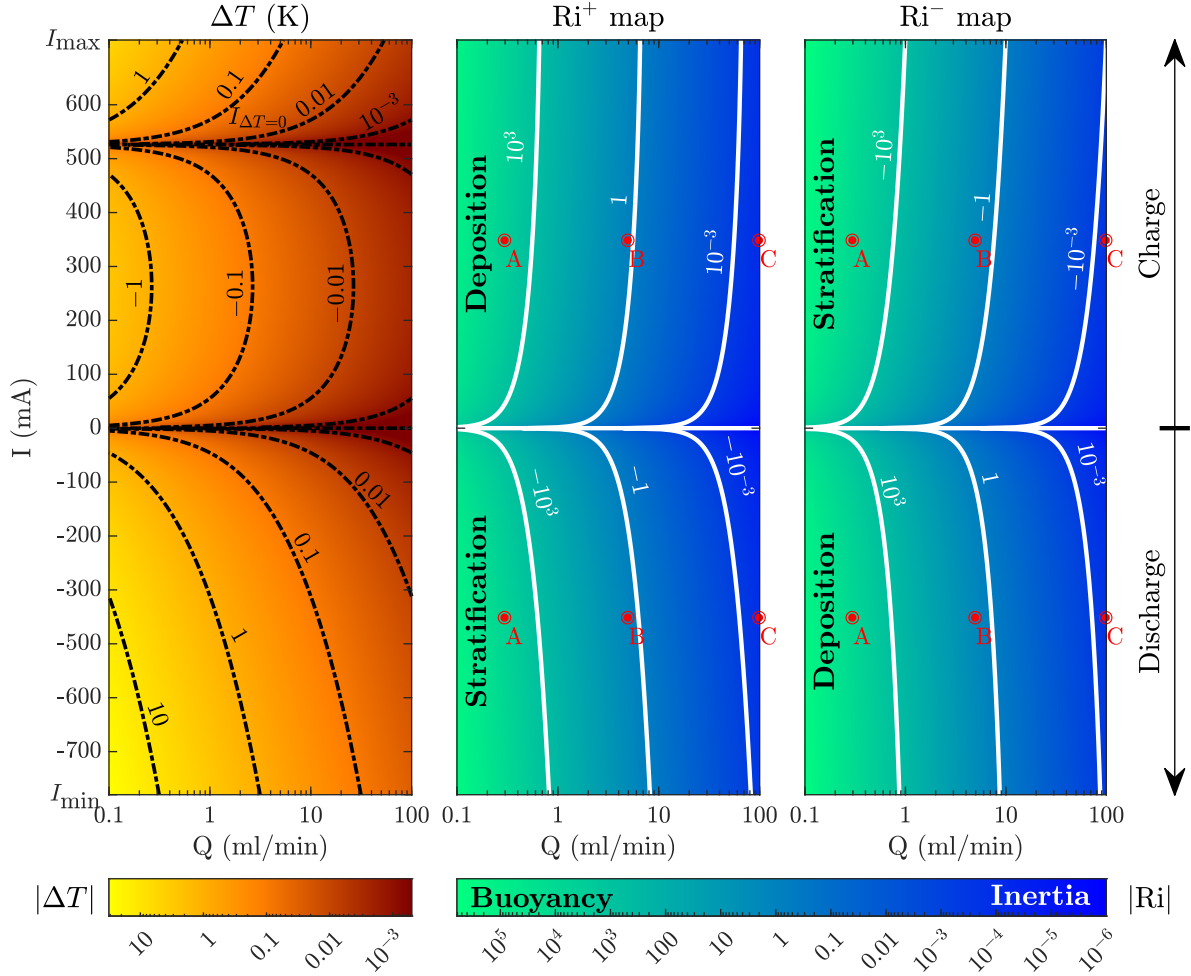 ΔT (K)
Ri⁺ map
Ri⁻ map
I_max
600
500
400
300
200
100
0
-100
-200
-300
-400
-500
-600
-700
I_min
I (mA)
1
0.1
0.01
10⁻³
I_ΔT=0
−1
−0.1
−0.01
0.01
0.1
1
10
0.1
1
10
100
Q (ml/min)
10³
1
10⁻³
Deposition
A
B
C
−10³
−1
−10⁻³
Stratification
A
B
C
0.1
1
10
100
Q (ml/min)
−10³
−1
−10⁻³
Stratification
A
B
C
10³
1
10⁻³
Deposition
A
B
C
0.1
1
10
100
Q (ml/min)
Charge
Discharge
|ΔT|
10
1
0.1
0.01
10⁻³
Buoyancy
Inertia
|Ri|
10⁵
10⁴
10³
100
10
1
0.1
0.01
10⁻³
10⁻⁴
10⁻⁵
10⁻⁶